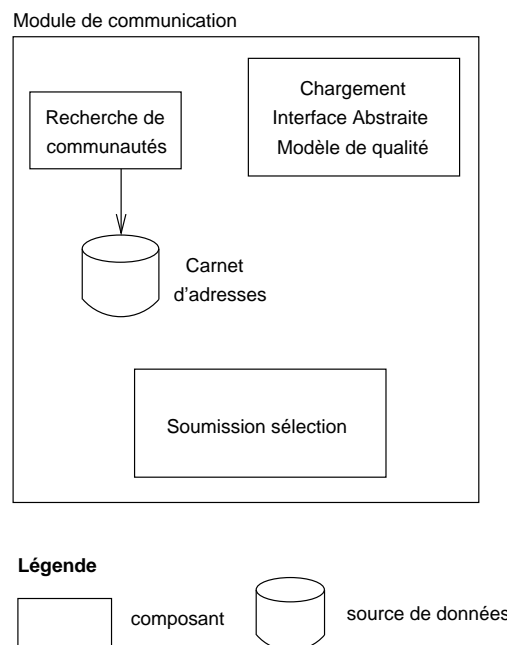 Module de communication
Chargement
Interface Abstraite
Modèle de qualité
Recherche de
communautés
Carnet
d'adresses
Soumission sélection
Légende
composant
source de données